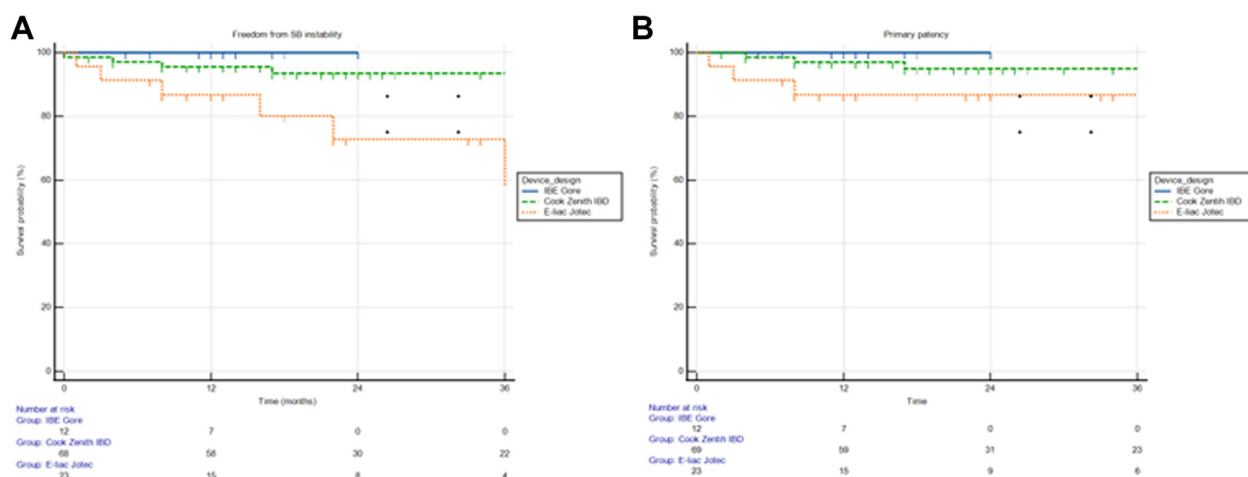 A
Freedom from SB instability
Survival probability (%)
100
80
60
40
20
0
0 12 24 36
Time (months)
Device_design
IBE Gore
Cook Zenith IBD
E-liac Jotec
Number at risk
Group: IBE Gore
12 7 0 0
Group: Cook Zenith IBD
68 58 30 22
Group: E-liac Jotec
23 15 8 4
B
Primary patency
Survival probability (%)
100
80
60
40
20
0
0 12 24 36
Time
Device_design
IBE Gore
Cook Zentih IBD
E-liac Jotec
Number at risk
Group: IBE Gore
12 7 0 0
Group: Cook Zentih IBD
69 59 31 23
Group: E-liac Jotec
23 15 9 6